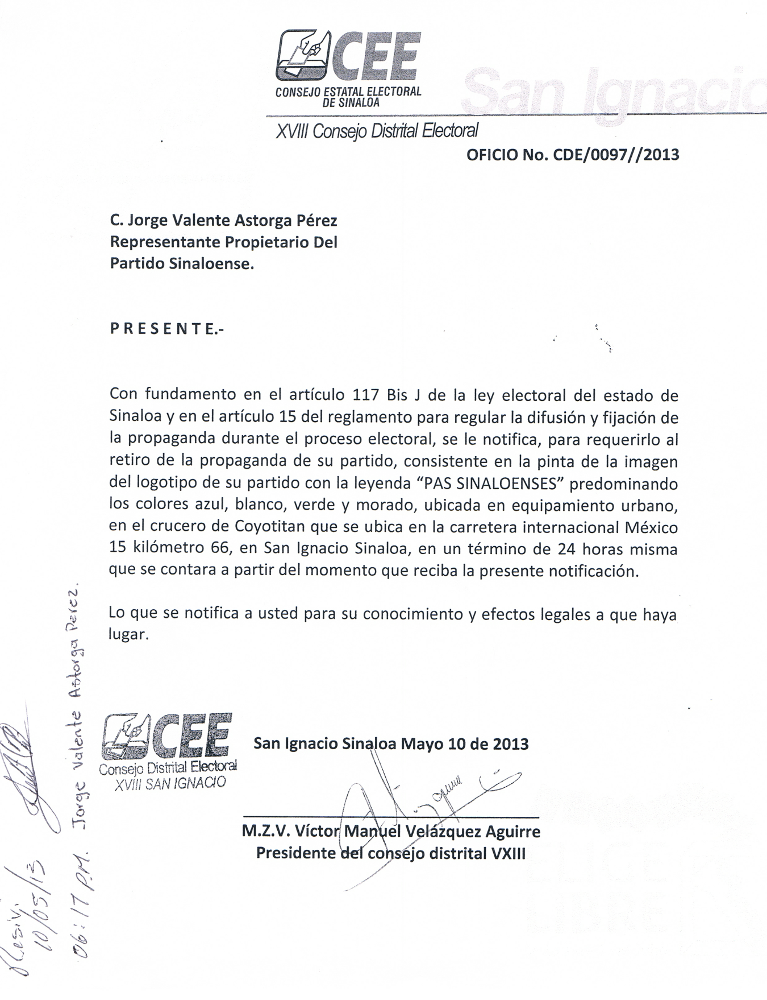 CEE
CONSEJO ESTATAL ELECTORAL
DE SINALOA
San Ignacio
XVIII Consejo Distrital Electoral
OFICIO No. CDE/0097//2013
C. Jorge Valente Astorga Pérez
Representante Propietario Del
Partido Sinaloense.
P R E S E N T E.-
Con fundamento en el artículo 117 Bis J de la ley electoral del estado de
Sinaloa y en el artículo 15 del reglamento para regular la difusión y fijación de
la propaganda durante el proceso electoral, se le notifica, para requerirlo al
retiro de la propaganda de su partido, consistente en la pinta de la imagen
del logotipo de su partido con la leyenda “PAS SINALOENSES” predominando
los colores azul, blanco, verde y morado, ubicada en equipamiento urbano,
en el crucero de Coyotitan que se ubica en la carretera internacional México
15 kilómetro 66, en San Ignacio Sinaloa, en un término de 24 horas misma
que se contara a partir del momento que reciba la presente notificación.
Lo que se notifica a usted para su conocimiento y efectos legales a que haya
lugar.
CEE
Consejo Distrital Electoral
XVIII SAN IGNACIO
San Ignacio Sinaloa Mayo 10 de 2013
M.Z.V. Víctor Manuel Velázquez Aguirre
Presidente del consejo distrital VXIII
Resivi
10/05/13
06:17 P.M. Jorge Valente Astorga Perez.